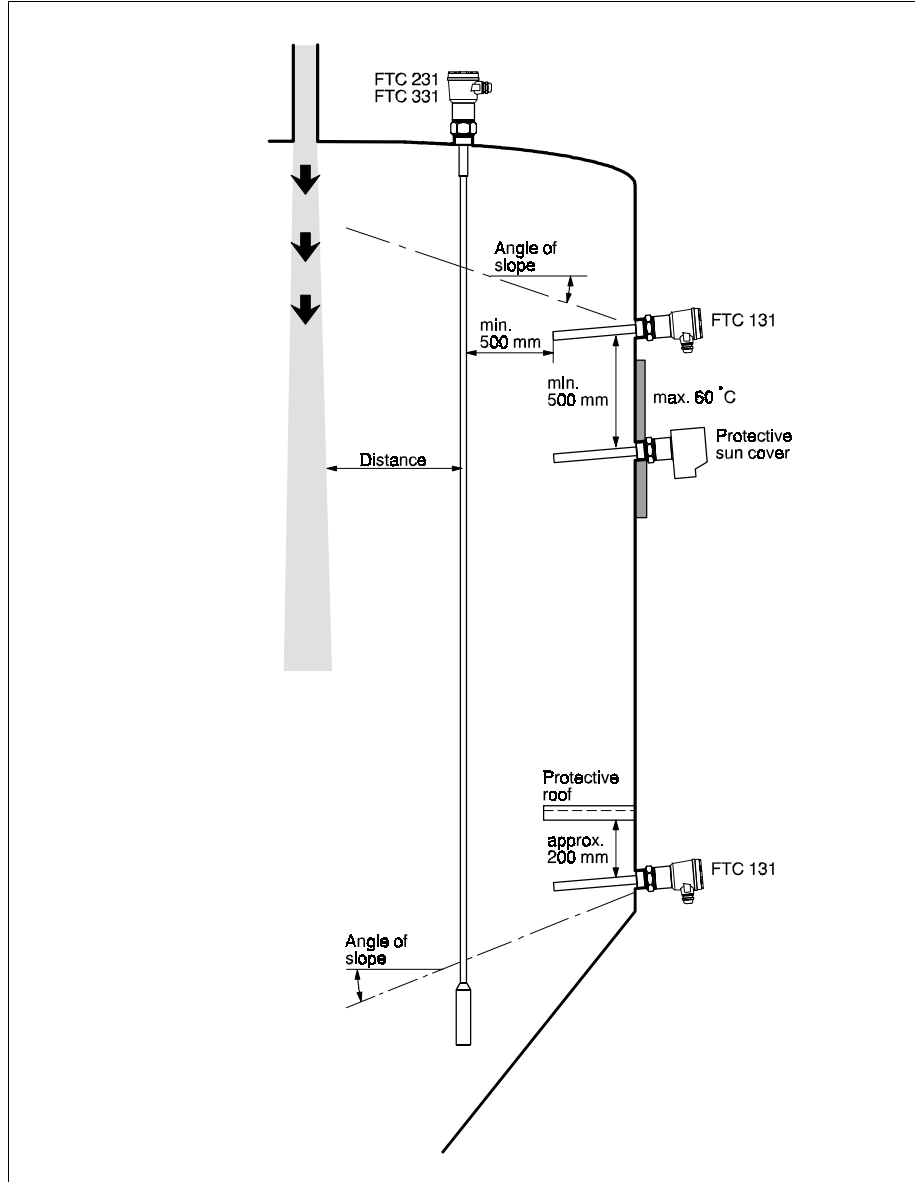 FTC 231
FTC 331
Angle of
slope
FTC 131
min.
500 mm
min.
500 mm
max. 60 °C
Protective
sun cover
Distance
Protective
roof
approx.
200 mm
FTC 131
Angle of
slope